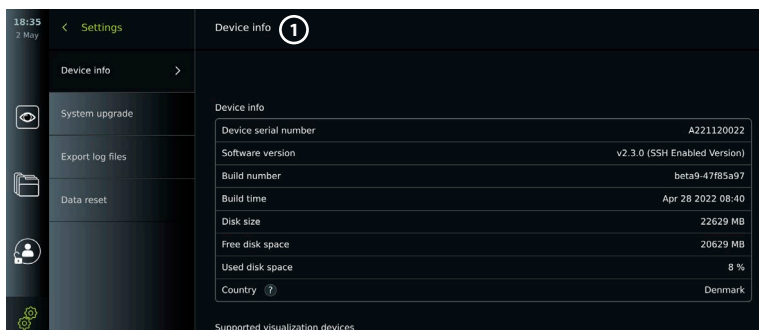 18:35
2 May
Settings
Device info
1
Device info
System upgrade
Export log files
Data reset
Device info
Device serial number A221120022
Software version v2.3.0 (SSH Enabled Version)
Build number beta9-47f85a97
Build time Apr 28 2022 08:40
Disk size 22629 MB
Free disk space 20629 MB
Used disk space 8 %
Country ? Denmark
Supported visualization devices